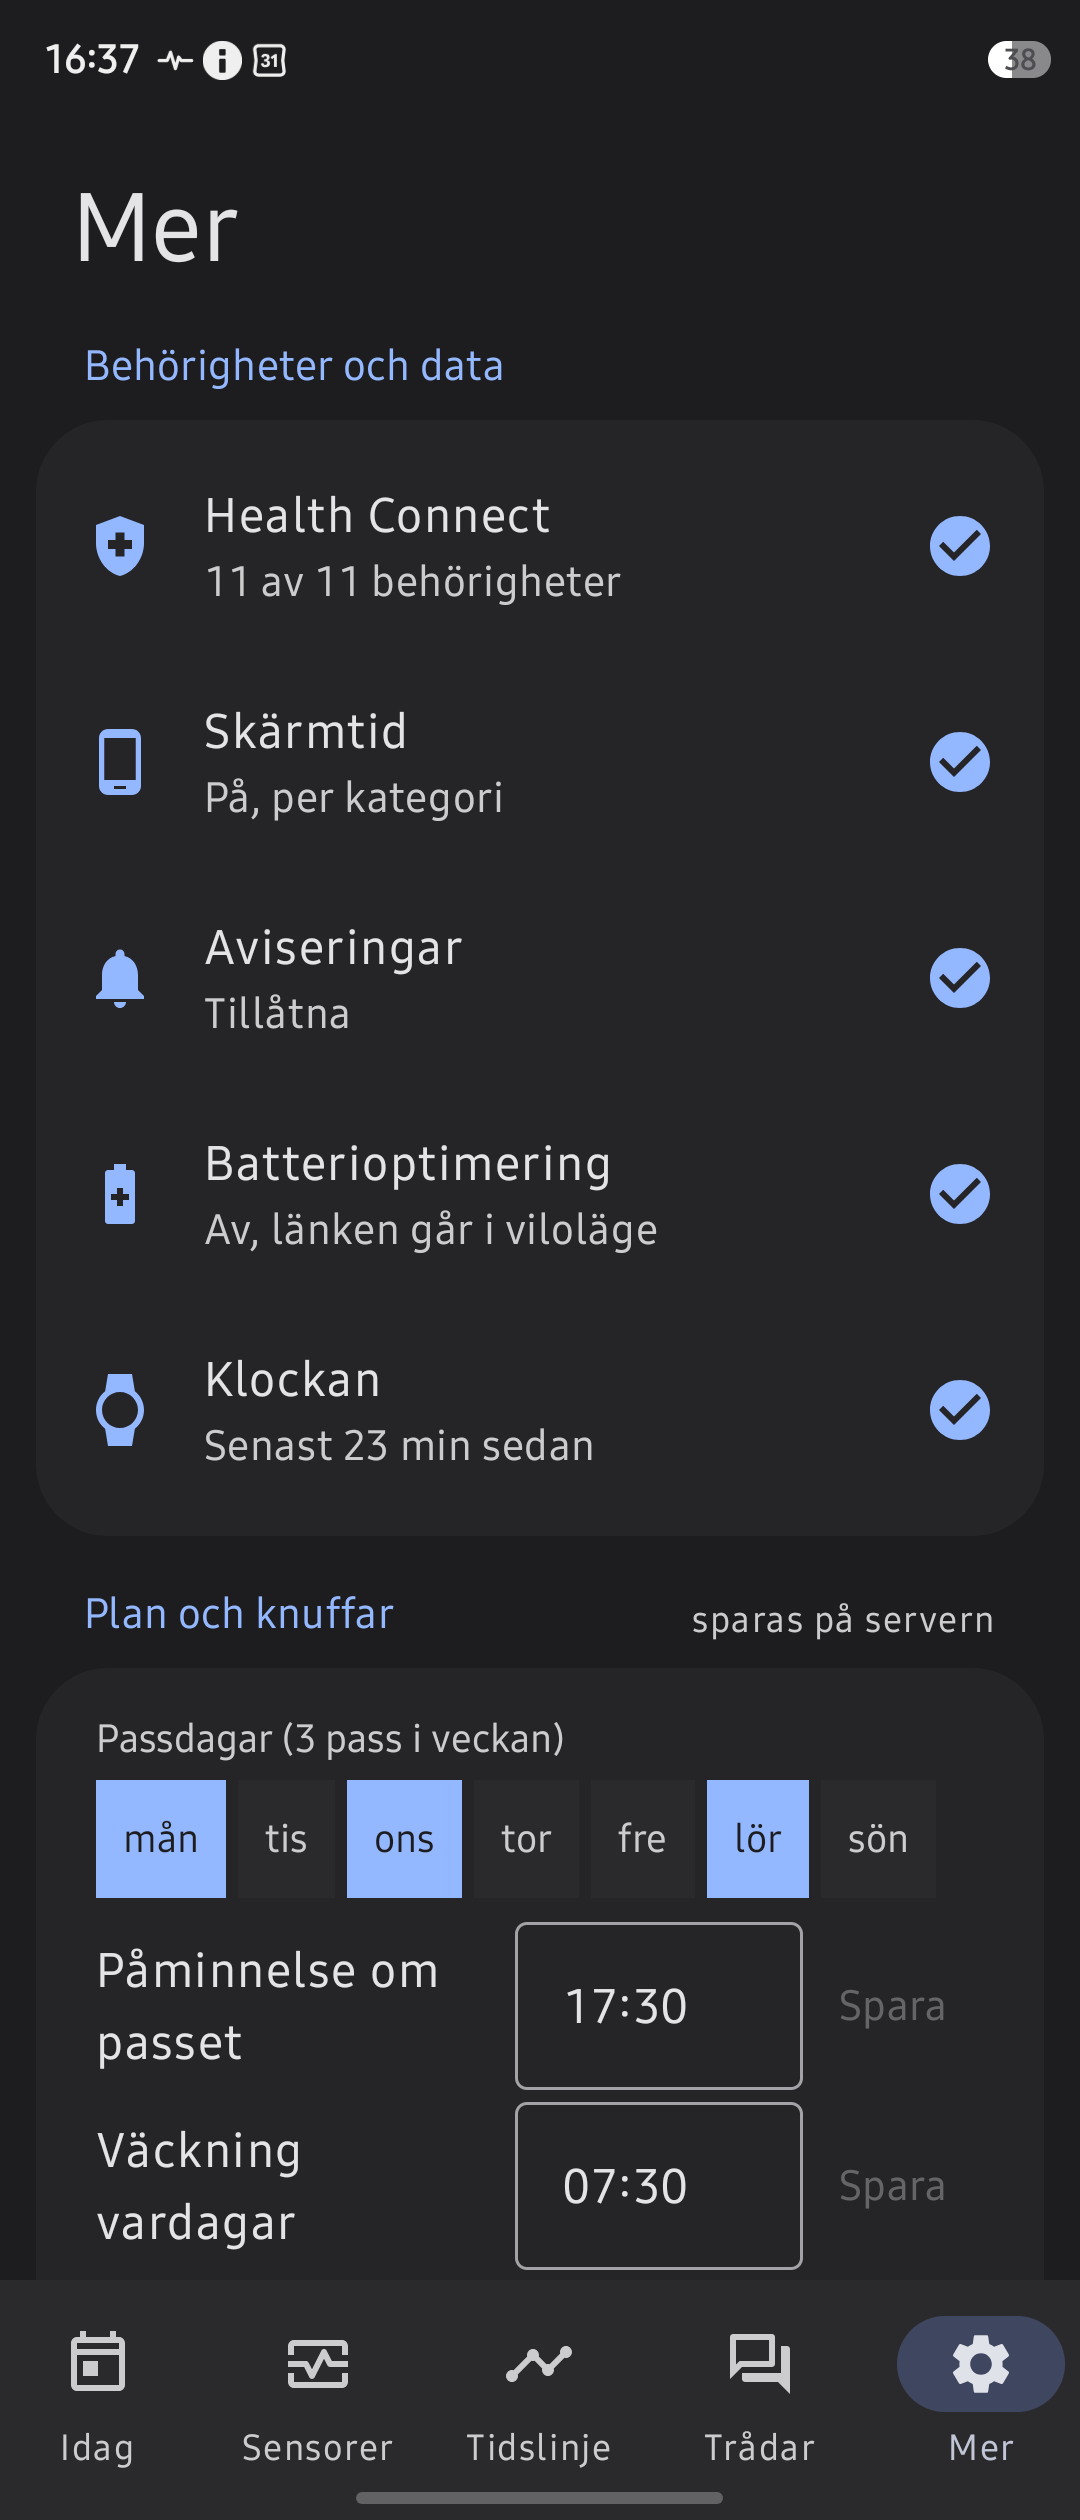 16:37
31
38
Mer
Behörigheter och data
Health Connect
11 av 11 behörigheter
Skärmtid
På, per kategori
Aviseringar
Tillåtna
Batterioptimering
Av, länken går i viloläge
Klockan
Senast 23 min sedan
Plan och knuffar
sparas på servern
Passdagar (3 pass i veckan)
mån tis ons tor fre lör sön
Påminnelse om
passet
17:30
Spara
Väckning
vardagar
07:30
Spara
Idag Sensorer Tidslinje Trådar Mer